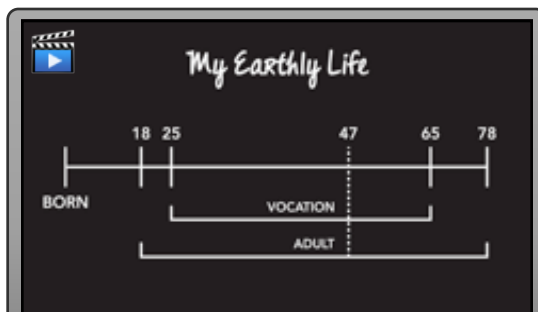 My Earthly Life
18 25 47 65 78
BORN
VOCATION
ADULT